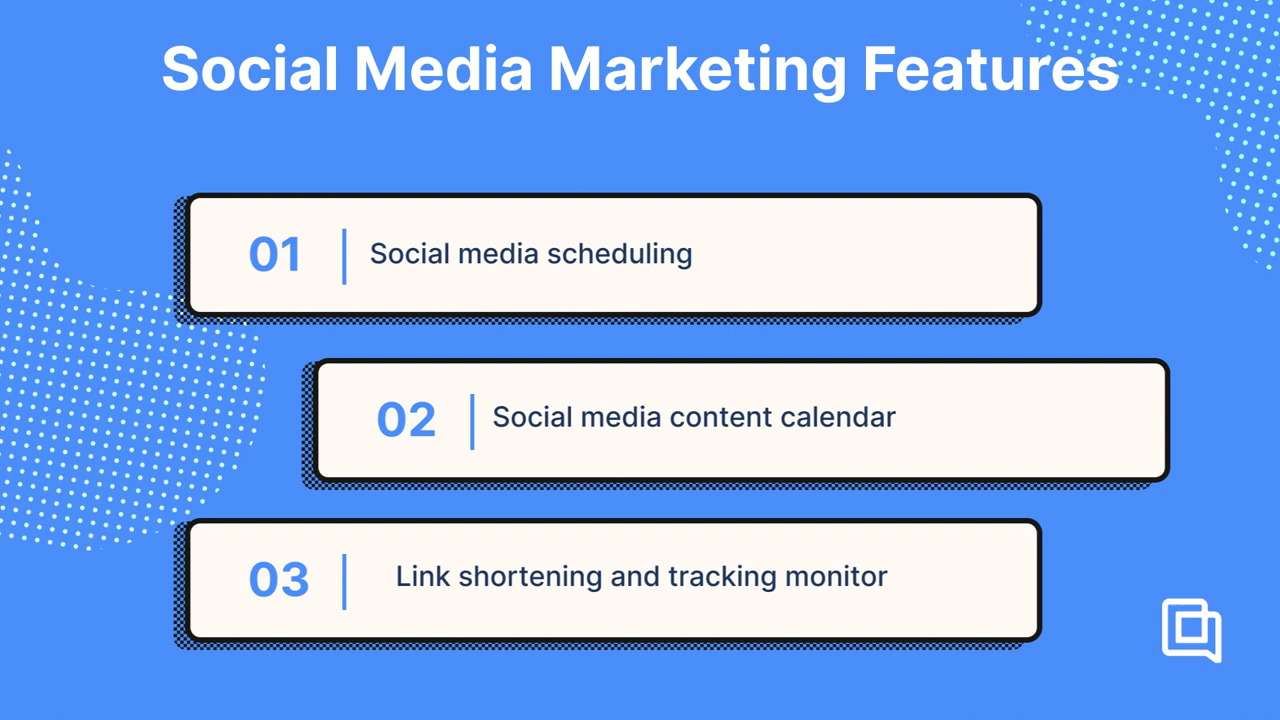 Social Media Marketing Features
01 Social media scheduling
02 Social media content calendar
03 Link shortening and tracking monitor